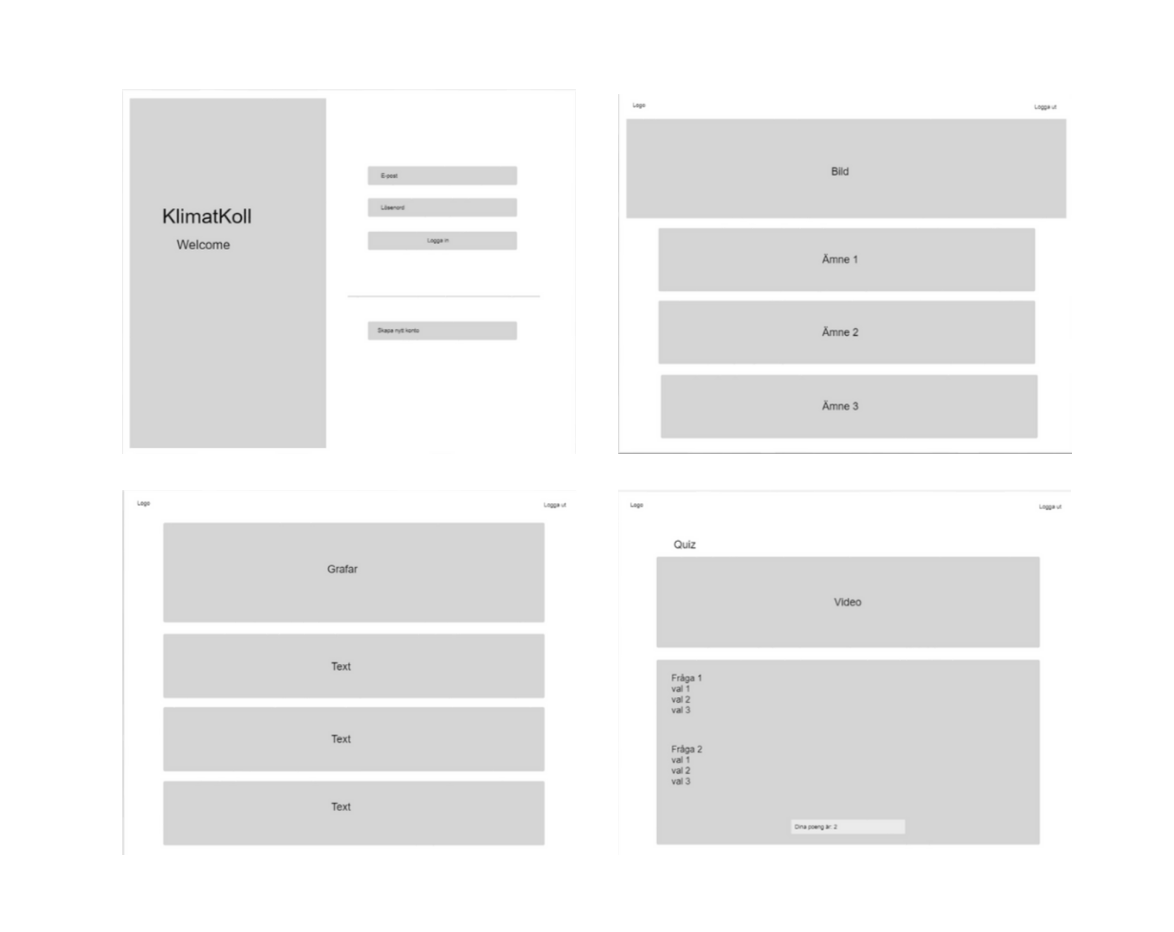 KlimatKoll
Welcome
E-post
Lösenord
Logga in
Skapa nytt konto
Logo
Logga ut
Bild
Ämne 1
Ämne 2
Ämne 3
Logo
Logga ut
Grafar
Text
Text
Text
Logo
Logga ut
Quiz
Video
Fråga 1
val 1
val 2
val 3
Fråga 2
val 1
val 2
val 3
Dina poäng är: 2